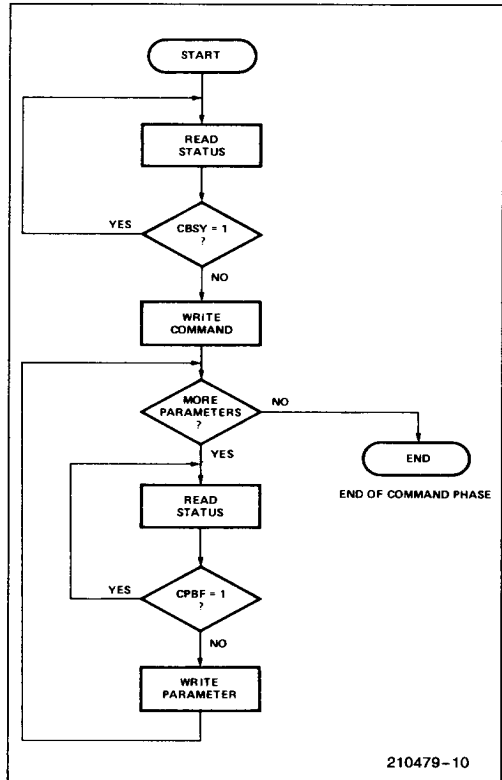 START
READ
STATUS
YES
CBSY = 1
?
NO
WRITE
COMMAND
MORE
PARAMETERS
?
NO
YES
END
END OF COMMAND PHASE
READ
STATUS
YES
CPBF = 1
?
NO
WRITE
PARAMETER
210479-10